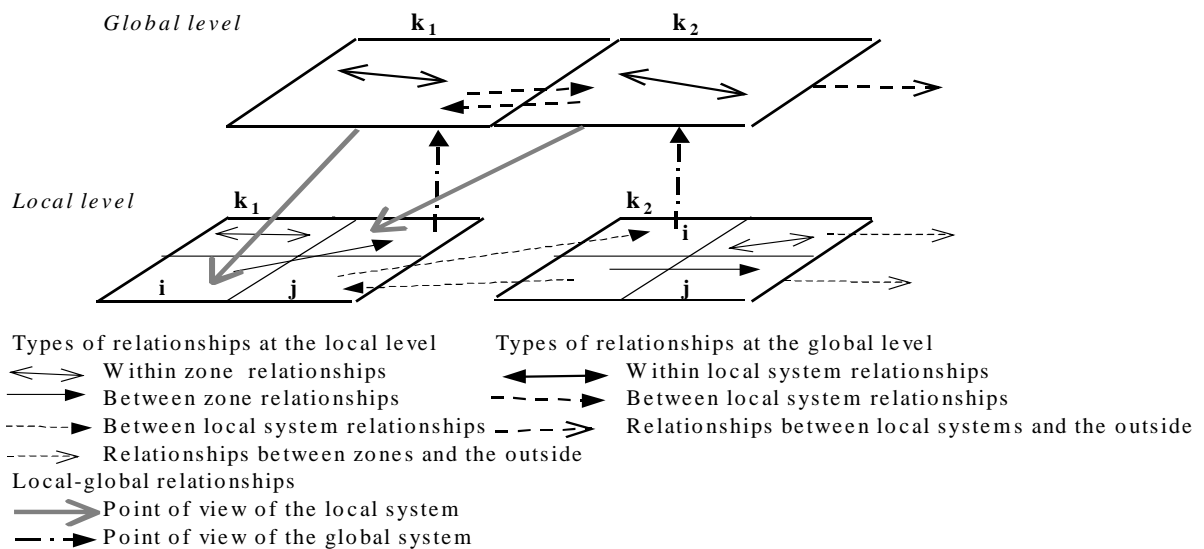 Global level k1 k2
Local level k1 k2
i
i j j
Types of relationships at the local level Types of relationships at the global level
Within zone relationships Within local system relationships
Between zone relationships Between local system relationships
Between local system relationships Relationships between local systems and the outside
Relationships between zones and the outside
Local-global relationships
Point of view of the local system
Point of view of the global system